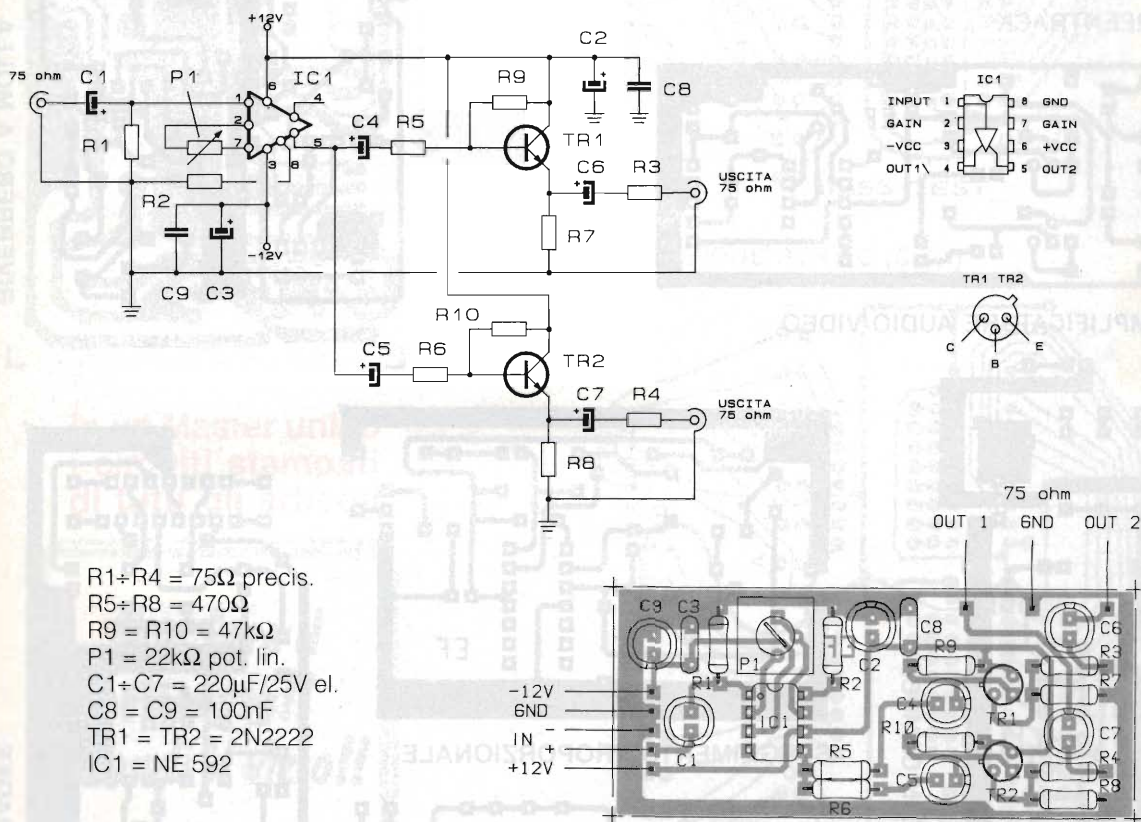 +12V
75 ohm
C1
P1
IC1
6
1
2
7
3
8
4
5
R1
R2
C4
R5
R9
TR1
C2
C8
C6
R3
USCITA
75 ohm
R7
-12V
C9
C3
R10
C5
R6
TR2
C7
R4
USCITA
75 ohm
R8
IC1
INPUT 1
8 GND
GAIN 2
7 GAIN
-VCC 3
6 +VCC
OUT1\ 4
5 OUT2
TR1 TR2
C
B
E
R1÷R4 = 75Ω precis.
R5÷R8 = 470Ω
R9 = R10 = 47kΩ
P1 = 22kΩ pot. lin.
C1÷C7 = 220µF/25V el.
C8 = C9 = 100nF
TR1 = TR2 = 2N2222
IC1 = NE 592
75 ohm
OUT 1
GND
OUT 2
C9
C3
R1
P1
R2
C2
C8
R9
C6
R3
R7
C4
TR1
R10
C7
IC1
C1
R5
R6
C5
TR2
R4
R8
-12V
GND
-
IN
+
+12V